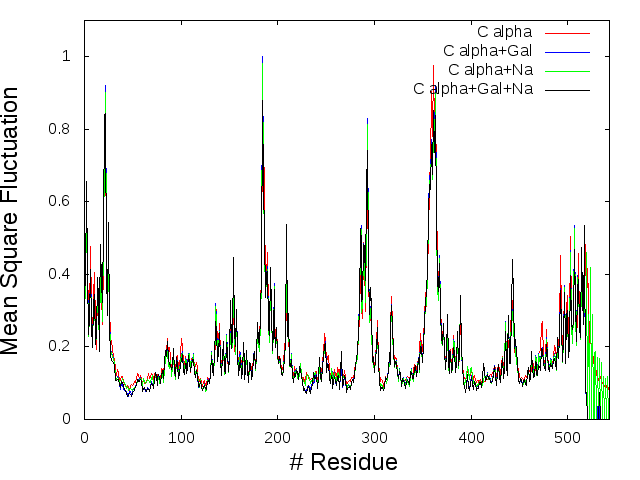 Mean Square Fluctuation
1
0.8
0.6
0.4
0.2
0
C alpha
C alpha+Gal
C alpha+Na
C alpha+Gal+Na
0 100 200 300 400 500
# Residue